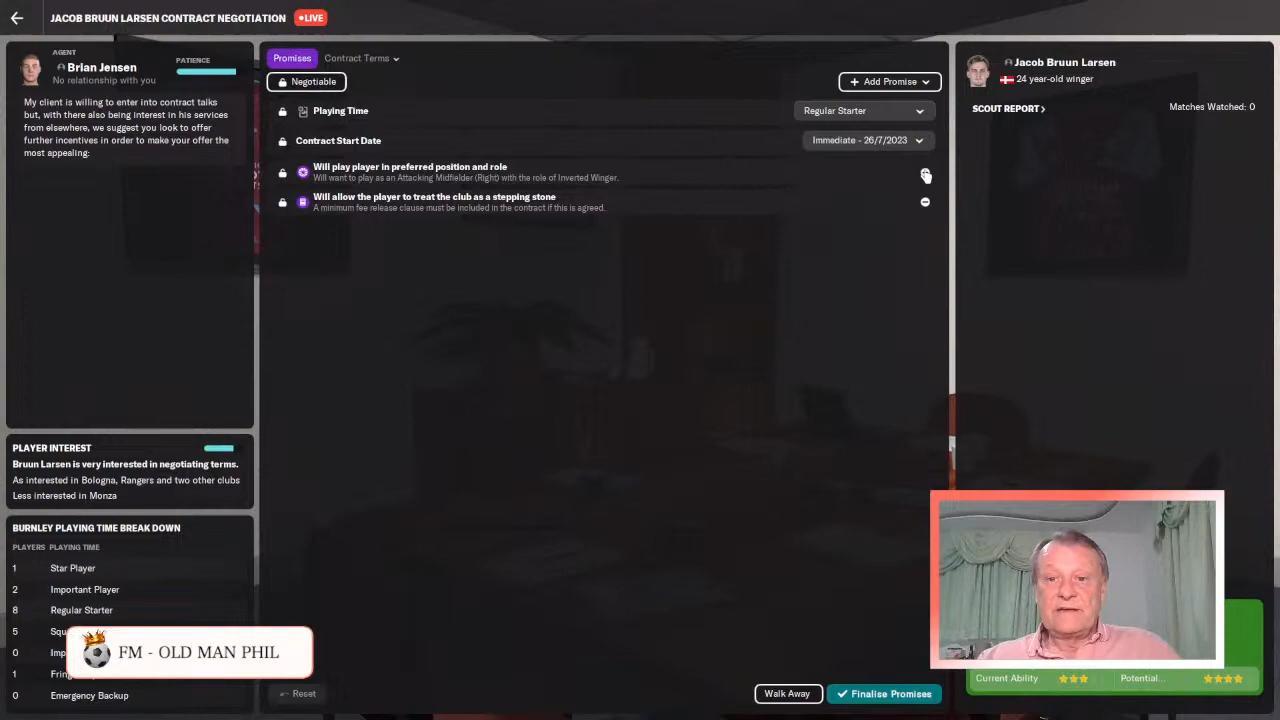 JACOB BRUUN LARSEN CONTRACT NEGOTIATION
LIVE
AGENT
Brian Jensen
No relationship with you
PATIENCE
My client is willing to enter into contract talks
but, with there also being interest in his services
from elsewhere, we suggest you look to offer
further incentives in order to make your offer the
most appealing:
Promises
Contract Terms
Negotiable
Add Promise
Playing Time
Regular Starter
Contract Start Date
Immediate - 26/7/2023
Will play player in preferred position and role
Will want to play as an Attacking Midfielder (Right) with the role of Inverted Winger.
Will allow the player to treat the club as a stepping stone
A minimum fee release clause must be included in the contract if this is agreed.
Jacob Bruun Larsen
24 year-old winger
SCOUT REPORT
Matches Watched: 0
PLAYER INTEREST
Bruun Larsen is very interested in negotiating terms.
As interested in Bologna, Rangers and two other clubs
Less interested in Monza
BURNLEY PLAYING TIME BREAK DOWN
PLAYERS PLAYING TIME
1 Star Player
2 Important Player
8 Regular Starter
5 Squ
0 Imp
1 Frin
0 Emergency Backup
FM - OLD MAN PHIL
Reset
Walk Away
Finalise Promises
Current Ability
Potential...